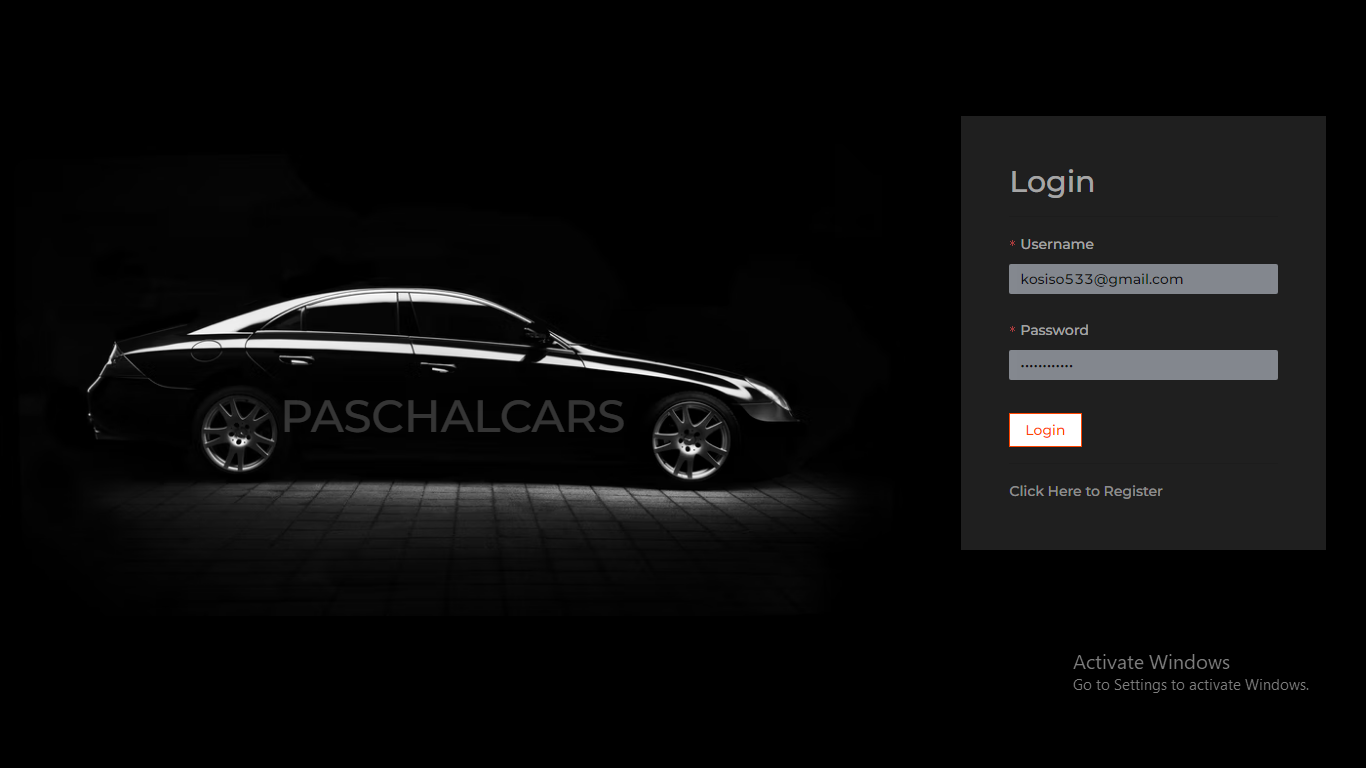 PASCHALCARS
Login
* Username
kosiso533@gmail.com
* Password
••••••••••••
Login
Click Here to Register
Activate Windows
Go to Settings to activate Windows.